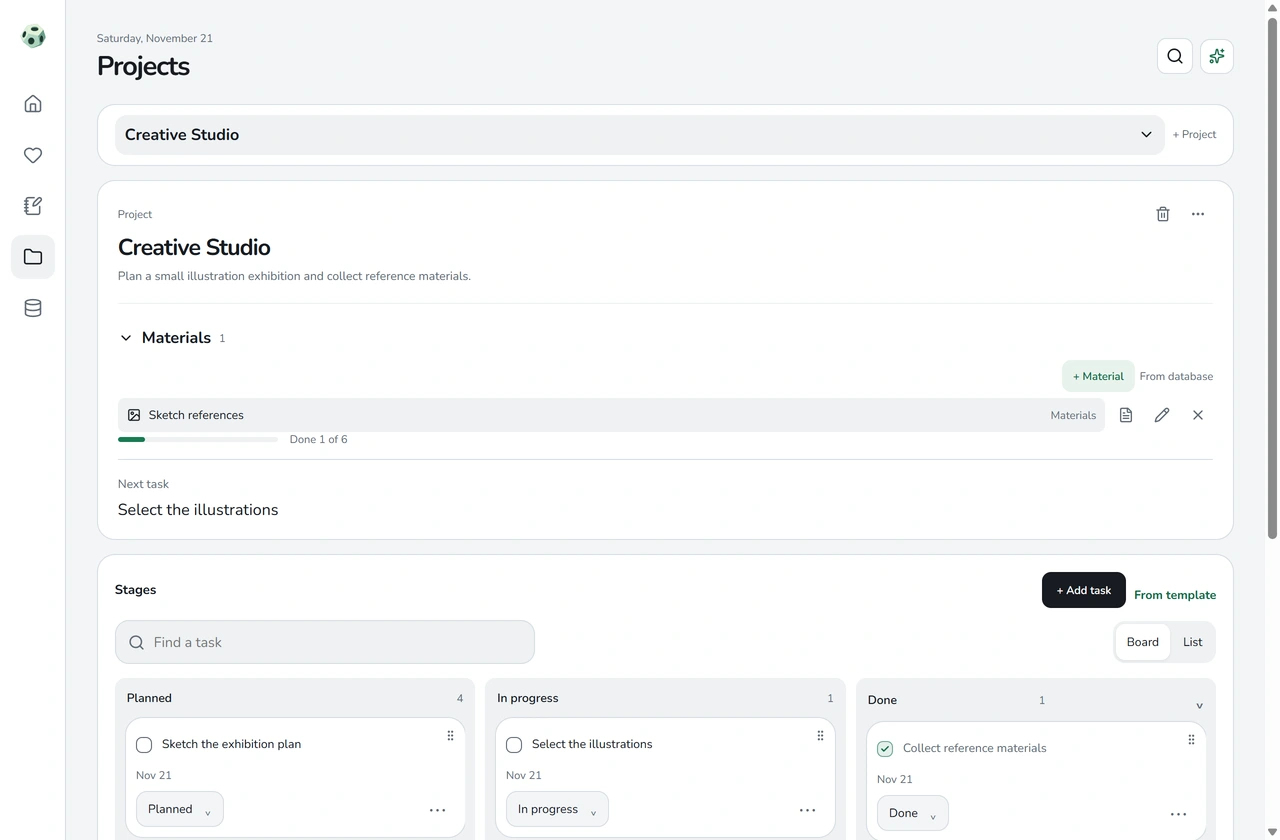 Saturday, November 21
Projects
Creative Studio
+ Project
Project
Creative Studio
Plan a small illustration exhibition and collect reference materials.
Materials 1
+ Material From database
Sketch references Materials
Done 1 of 6
Next task
Select the illustrations
Stages
+ Add task From template
Find a task
Board List
Planned 4
Sketch the exhibition plan
Nov 21
Planned
In progress 1
Select the illustrations
Nov 21
In progress
Done 1
Collect reference materials
Nov 21
Done